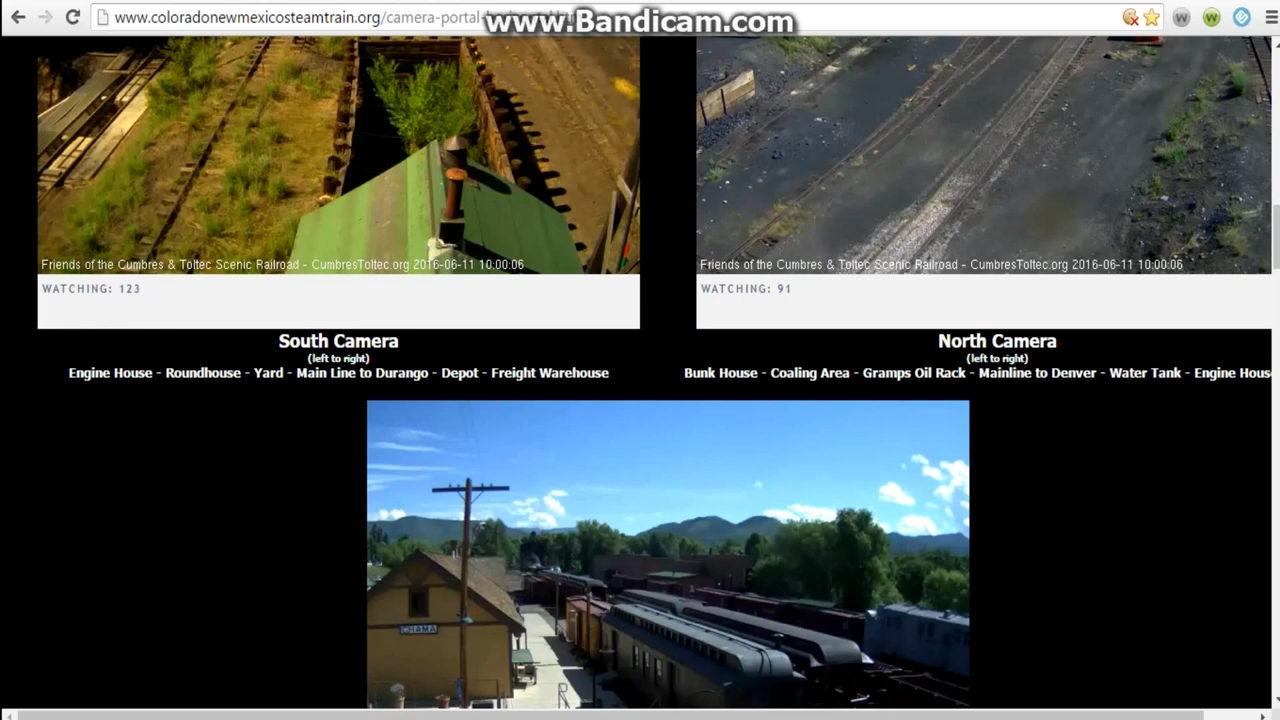 www.coloradonewmexicosteamtrain.org/camera-portal
www.Bandicam.com
Friends of the Cumbres & Toltec Scenic Railroad - CumbresToltec.org 2016-06-11 10:00:06
Friends of the Cumbres & Toltec Scenic Railroad - CumbresToltec.org 2016-06-11 10:00:06
WATCHING: 123
WATCHING: 91
South Camera
(left to right)
Engine House - Roundhouse - Yard - Main Line to Durango - Depot - Freight Warehouse
North Camera
(left to right)
Bunk House - Coaling Area - Gramps Oil Rack - Mainline to Denver - Water Tank - Engine Hous
CHAMA